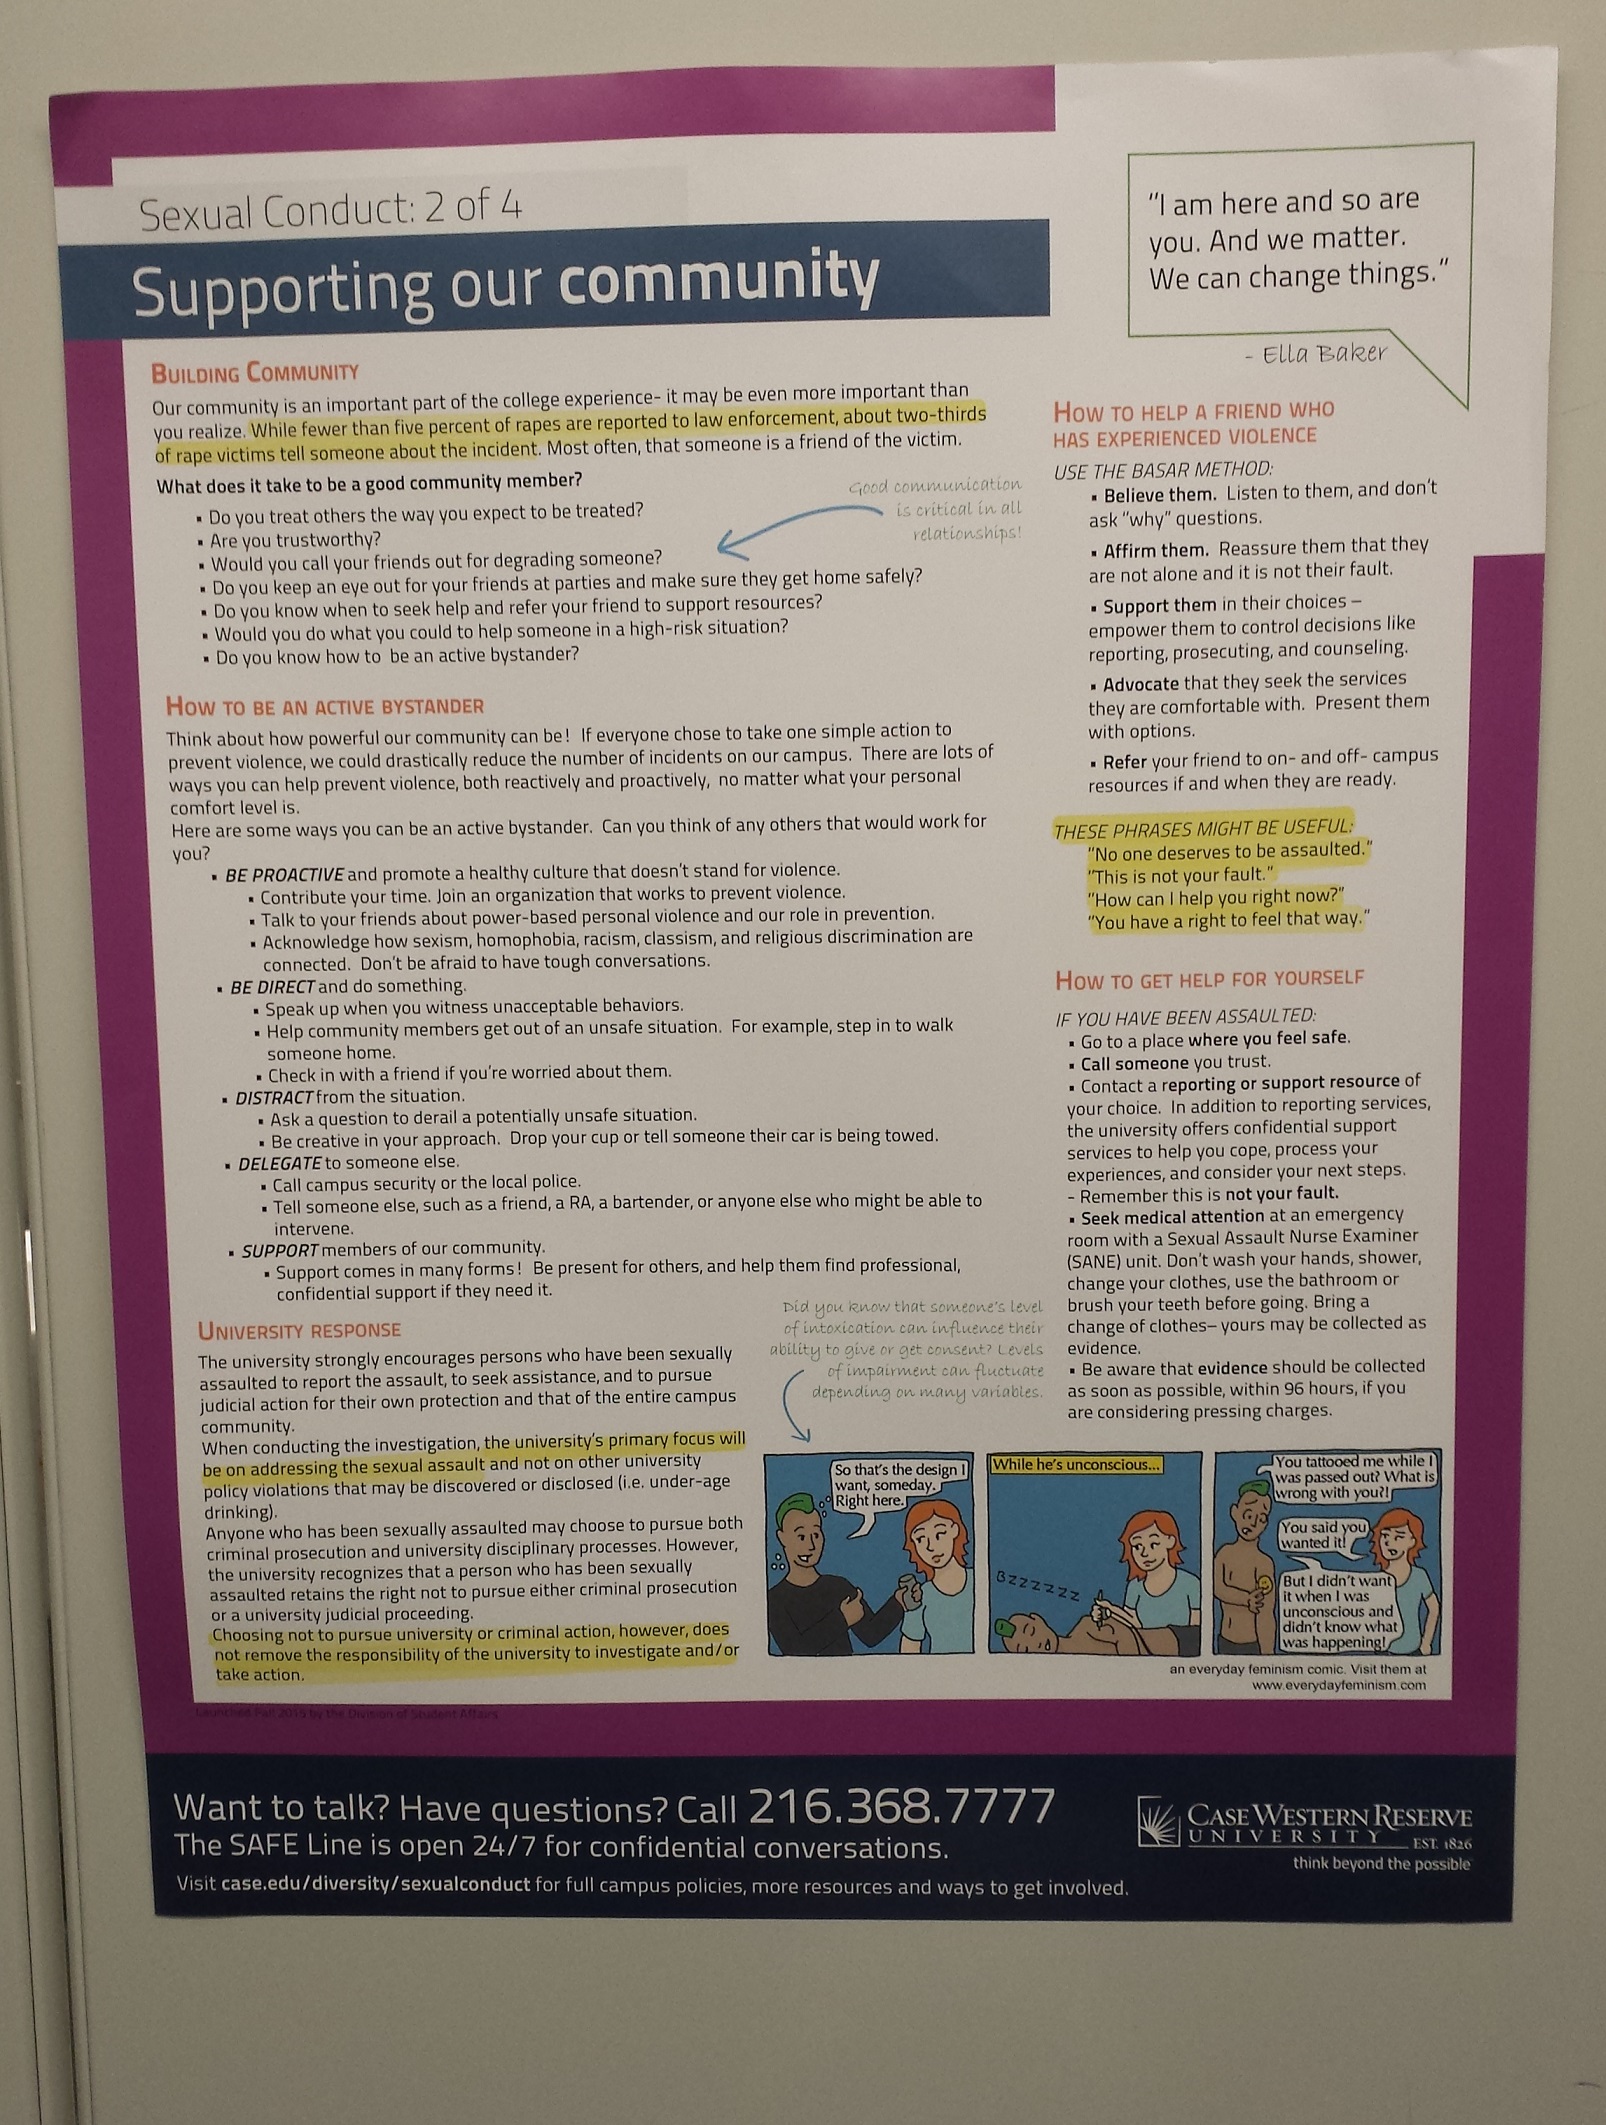 Sexual Conduct: 2 of 4
Supporting our community
"I am here and so are
you. And we matter.
We can change things."
- Ella Baker
BUILDING COMMUNITY
Our community is an important part of the college experience- it may be even more important than
you realize. While fewer than five percent of rapes are reported to law enforcement, about two-thirds
of rape victims tell someone about the incident. Most often, that someone is a friend of the victim.
What does it take to be a good community member?
▪ Do you treat others the way you expect to be treated?
▪ Are you trustworthy?
▪ Would you call your friends out for degrading someone?
▪ Do you keep an eye out for your friends at parties and make sure they get home safely?
▪ Do you know when to seek help and refer your friend to support resources?
▪ Would you do what you could to help someone in a high-risk situation?
▪ Do you know how to be an active bystander?
Good communication
is critical in all
relationships!
HOW TO BE AN ACTIVE BYSTANDER
Think about how powerful our community can be! If everyone chose to take one simple action to
prevent violence, we could drastically reduce the number of incidents on our campus. There are lots of
ways you can help prevent violence, both reactively and proactively, no matter what your personal
comfort level is.
Here are some ways you can be an active bystander. Can you think of any others that would work for
you?
▪ BE PROACTIVE and promote a healthy culture that doesn't stand for violence.
▪ Contribute your time. Join an organization that works to prevent violence.
▪ Talk to your friends about power-based personal violence and our role in prevention.
▪ Acknowledge how sexism, homophobia, racism, classism, and religious discrimination are
connected. Don't be afraid to have tough conversations.
▪ BE DIRECT and do something.
▪ Speak up when you witness unacceptable behaviors.
▪ Help community members get out of an unsafe situation. For example, step in to walk
someone home.
▪ Check in with a friend if you're worried about them.
▪ DISTRACT from the situation.
▪ Ask a question to derail a potentially unsafe situation.
▪ Be creative in your approach. Drop your cup or tell someone their car is being towed.
▪ DELEGATE to someone else.
▪ Call campus security or the local police.
▪ Tell someone else, such as a friend, a RA, a bartender, or anyone else who might be able to
intervene.
▪ SUPPORT members of our community.
▪ Support comes in many forms! Be present for others, and help them find professional,
confidential support if they need it.
UNIVERSITY RESPONSE
The university strongly encourages persons who have been sexually
assaulted to report the assault, to seek assistance, and to pursue
judicial action for their own protection and that of the entire campus
community.
When conducting the investigation, the university's primary focus will
be on addressing the sexual assault and not on other university
policy violations that may be discovered or disclosed (i.e. under-age
drinking).
Anyone who has been sexually assaulted may choose to pursue both
criminal prosecution and university disciplinary processes. However,
the university recognizes that a person who has been sexually
assaulted retains the right not to pursue either criminal prosecution
or a university judicial proceeding.
Choosing not to pursue university or criminal action, however, does
not remove the responsibility of the university to investigate and/or
take action.
Launched Fall 2015 by the Division of Student Affairs
HOW TO HELP A FRIEND WHO
HAS EXPERIENCED VIOLENCE
USE THE BASAR METHOD:
▪ Believe them. Listen to them, and don't
ask "why" questions.
▪ Affirm them. Reassure them that they
are not alone and it is not their fault.
▪ Support them in their choices –
empower them to control decisions like
reporting, prosecuting, and counseling.
▪ Advocate that they seek the services
they are comfortable with. Present them
with options.
▪ Refer your friend to on- and off- campus
resources if and when they are ready.
THESE PHRASES MIGHT BE USEFUL:
"No one deserves to be assaulted."
"This is not your fault."
"How can I help you right now?"
"You have a right to feel that way."
HOW TO GET HELP FOR YOURSELF
IF YOU HAVE BEEN ASSAULTED:
▪ Go to a place where you feel safe.
▪ Call someone you trust.
▪ Contact a reporting or support resource of
your choice. In addition to reporting services,
the university offers confidential support
services to help you cope, process your
experiences, and consider your next steps.
- Remember this is not your fault.
▪ Seek medical attention at an emergency
room with a Sexual Assault Nurse Examiner
(SANE) unit. Don't wash your hands, shower,
change your clothes, use the bathroom or
brush your teeth before going. Bring a
change of clothes– yours may be collected as
evidence.
▪ Be aware that evidence should be collected
as soon as possible, within 96 hours, if you
are considering pressing charges.
Did you know that someone's level
of intoxication can influence their
ability to give or get consent? Levels
of impairment can fluctuate
depending on many variables.
So that's the design I
want, someday.
Right here.
While he's unconscious...
BZZZZZZZ
You tattooed me while I
was passed out? What is
wrong with you?!
You said you
wanted it!
But I didn't want
it when I was
unconscious and
didn't know what
was happening!
an everyday feminism comic. Visit them at
www.everydayfeminism.com
Want to talk? Have questions? Call 216.368.7777
The SAFE Line is open 24/7 for confidential conversations.
Visit case.edu/diversity/sexualconduct for full campus policies, more resources and ways to get involved.
CASE WESTERN RESERVE
UNIVERSITY EST. 1826
think beyond the possible